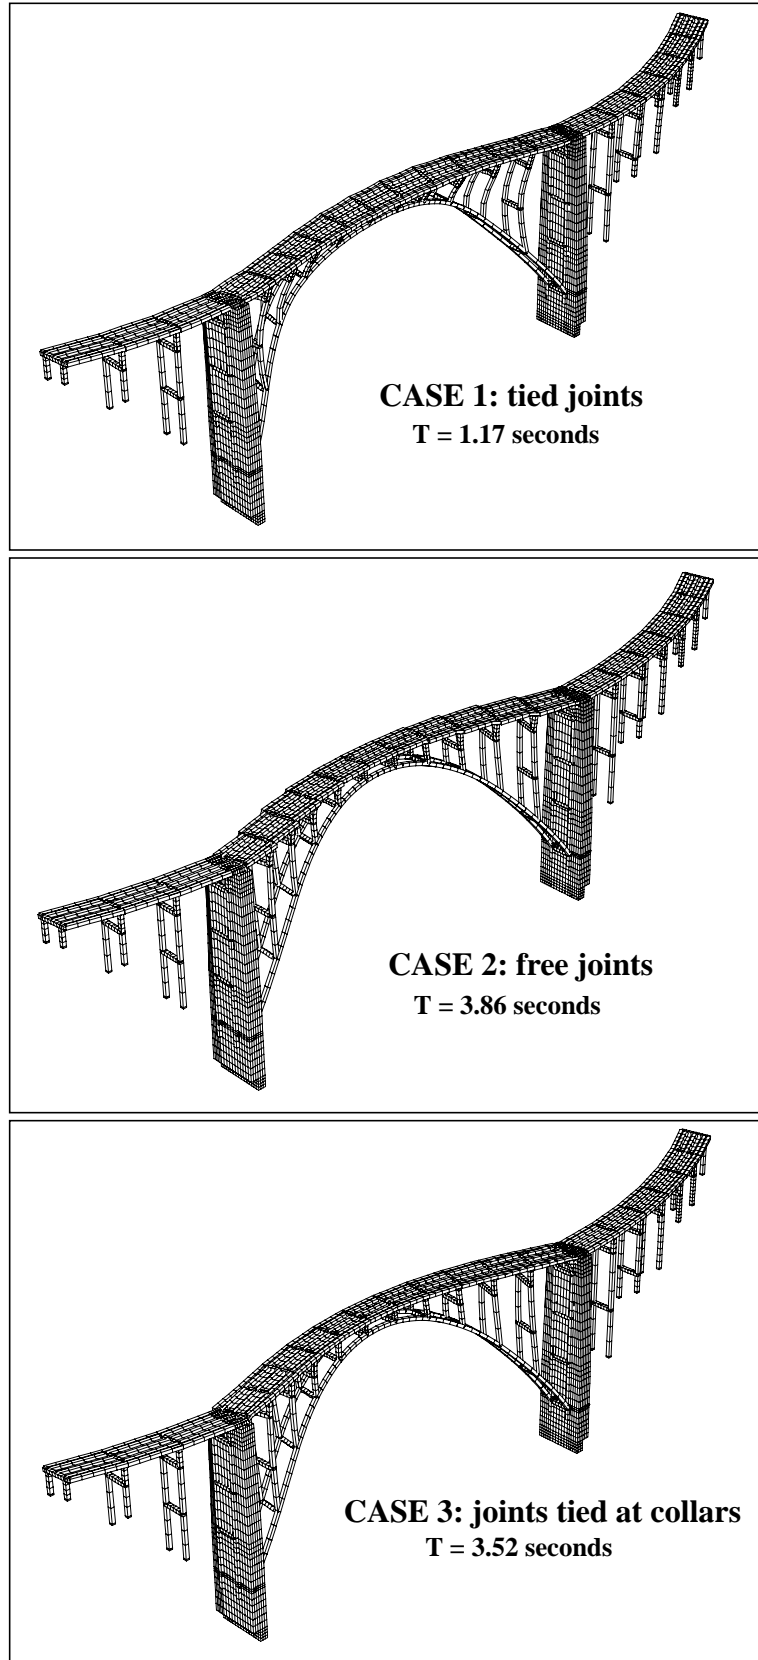 CASE 1: tied joints
T = 1.17 seconds
CASE 2: free joints
T = 3.86 seconds
CASE 3: joints tied at collars
T = 3.52 seconds